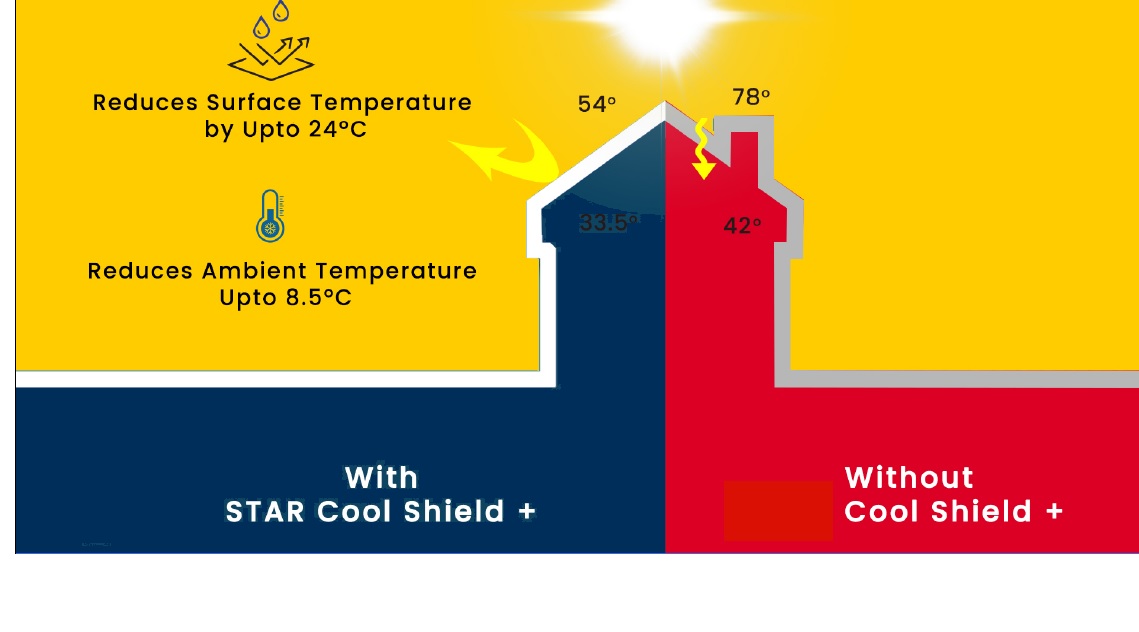 54°
78°
Reduces Surface Temperature
by Upto 24°C
33.5°
42°
Reduces Ambient Temperature
Upto 8.5°C
With
STAR Cool Shield +
Without
Cool Shield +